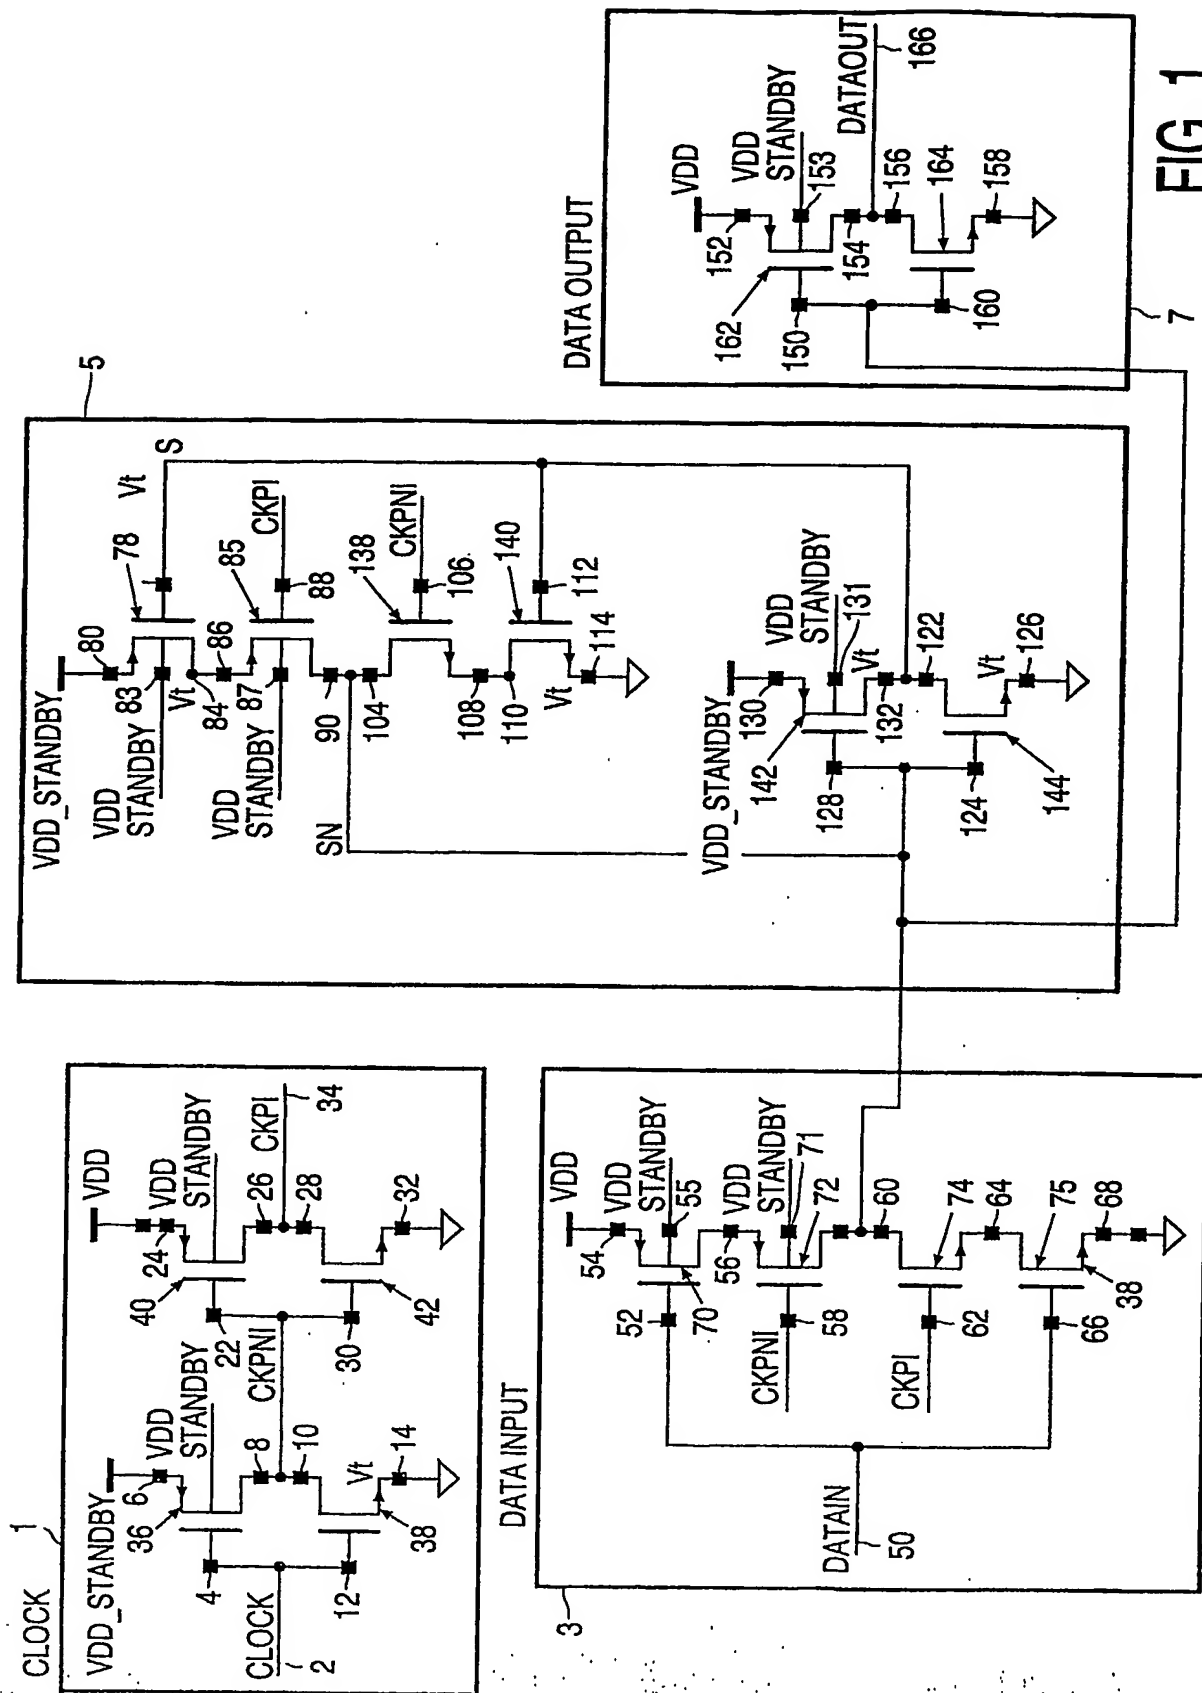 CLOCK
1
VDD_STANDBY
6
VDD
STANDBY
36
4
8
10
CLOCK
2
12
Vt
14
38
CKPNI
VDD
24
VDD
STANDBY
40
22
26
28
CKPI
34
30
32
42
DATA INPUT
3
DATAIN
50
VDD
54
VDD
STANDBY
55
52
70
56
VDD
STANDBY
71
72
CKPNI
58
60
CKPI
62
74
64
75
66
68
38
5
VDD_STANDBY
80
78
Vt
S
VDD
STANDBY
83
Vt
84
86
85
CKPI
88
VDD
STANDBY
87
90
SN
104
138
CKPNI
106
108
110
140
112
Vt
114
VDD_STANDBY
130
VDD
STANDBY
131
142
128
Vt
132
122
124
Vt
126
144
DATA OUTPUT
7
VDD
152
VDD
STANDBY
153
162
150
154
DATAOUT
166
156
164
160
158
FIG. 1